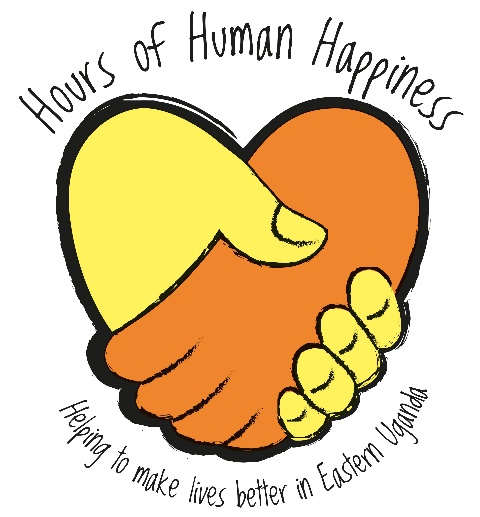 Hours of Human Happiness
Helping to make lives better in Eastern Uganda